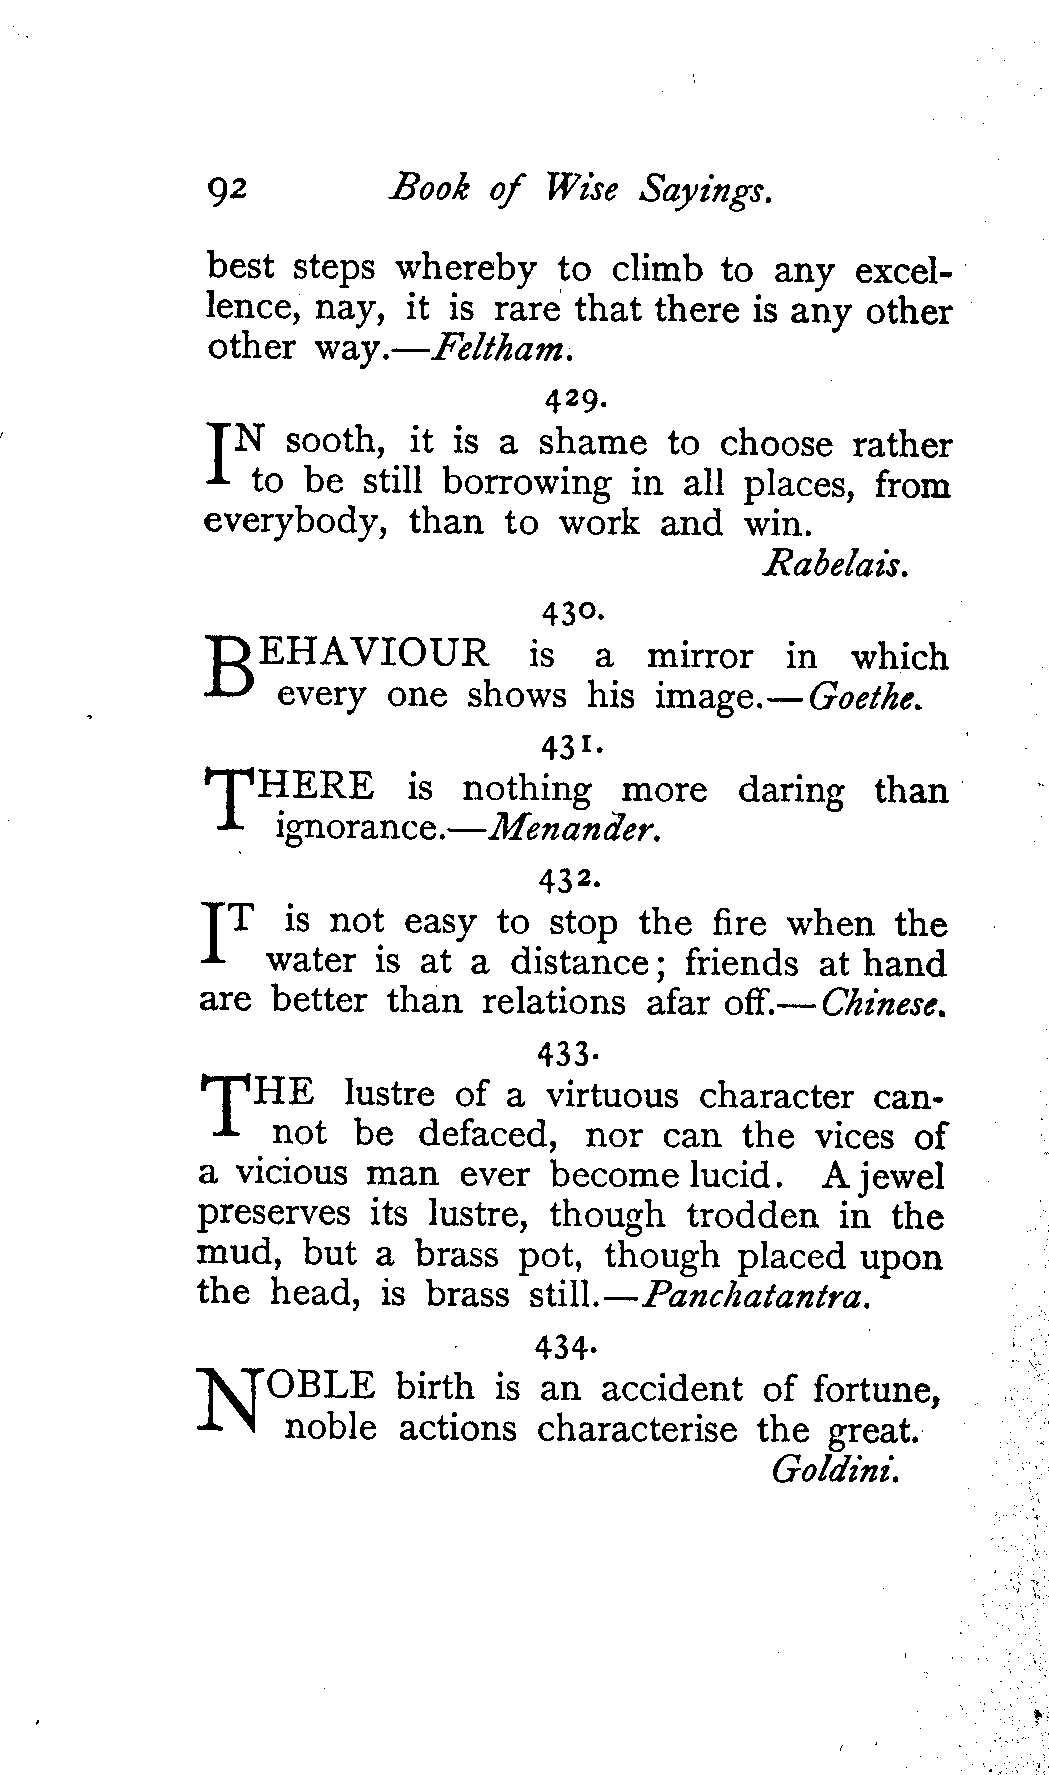 92 Book of Wise Sayings.
best steps whereby to climb to any excel-
lence, nay, it is rare that there is any other
other way.—Feltham.
429.
IN sooth, it is a shame to choose rather
to be still borrowing in all places, from
everybody, than to work and win.
Rabelais.
430.
BEHAVIOUR is a mirror in which
every one shows his image.—Goethe.
431.
THERE is nothing more daring than
ignorance.—Menander.
432.
IT is not easy to stop the fire when the
water is at a distance; friends at hand
are better than relations afar off.—Chinese.
433.
THE lustre of a virtuous character can-
not be defaced, nor can the vices of
a vicious man ever become lucid. A jewel
preserves its lustre, though trodden in the
mud, but a brass pot, though placed upon
the head, is brass still.—Panchatantra.
434.
NOBLE birth is an accident of fortune,
noble actions characterise the great.
Goldini.